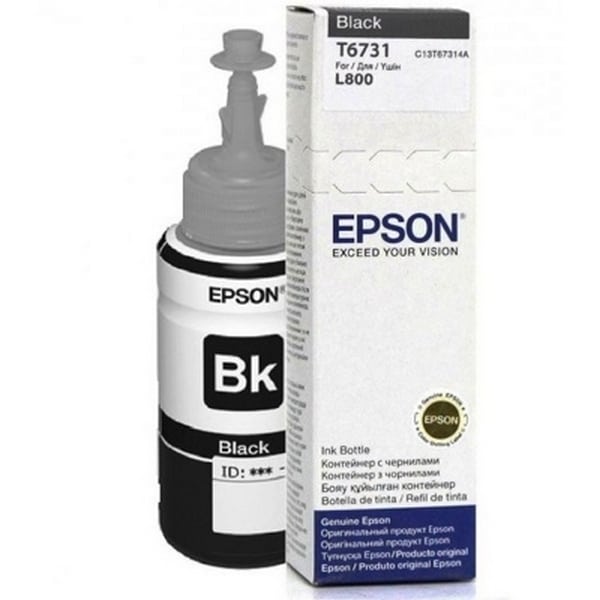 Black
T6731
C13T67314A
For / Для / Үшін
L800
EPSON®
EXCEED YOUR VISION
EPSON®
Bk
Black
ID: *** -
Genuine Epson
EPSON
Ink Bottle
Контейнер с чернилами
Контейнер з чорнилами
Бояу құйылған контейнер
Botella de tinta / Refil de tinta
Genuine Epson
Оригинальный продукт Epson
Оригінальний продукт Epson
Түпнұсқа Epson/Producto original
Epson / Produto original Epson